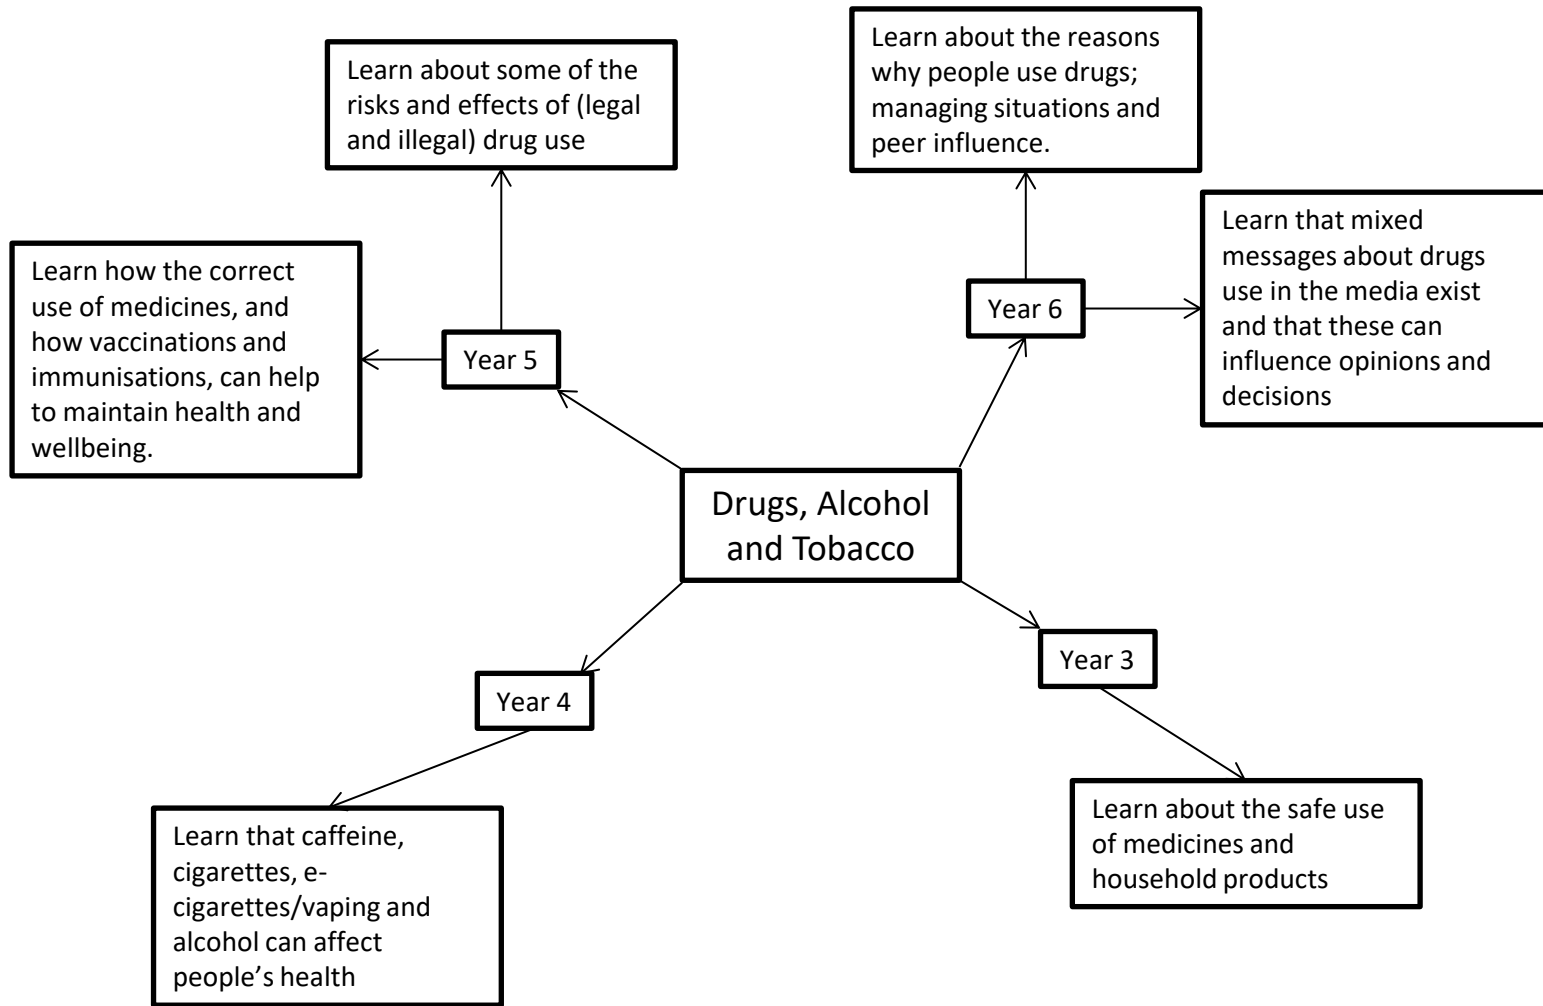 Learn about some of the
risks and effects of (legal
and illegal) drug use
Learn about the reasons
why people use drugs;
managing situations and
peer influence.
Learn how the correct
use of medicines, and
how vaccinations and
immunisations, can help
to maintain health and
wellbeing.
Year 5
Year 6
Learn that mixed
messages about drugs
use in the media exist
and that these can
influence opinions and
decisions
Drugs, Alcohol
and Tobacco
Year 4
Year 3
Learn that caffeine,
cigarettes, e-
cigarettes/vaping and
alcohol can affect
people’s health
Learn about the safe use
of medicines and
household products